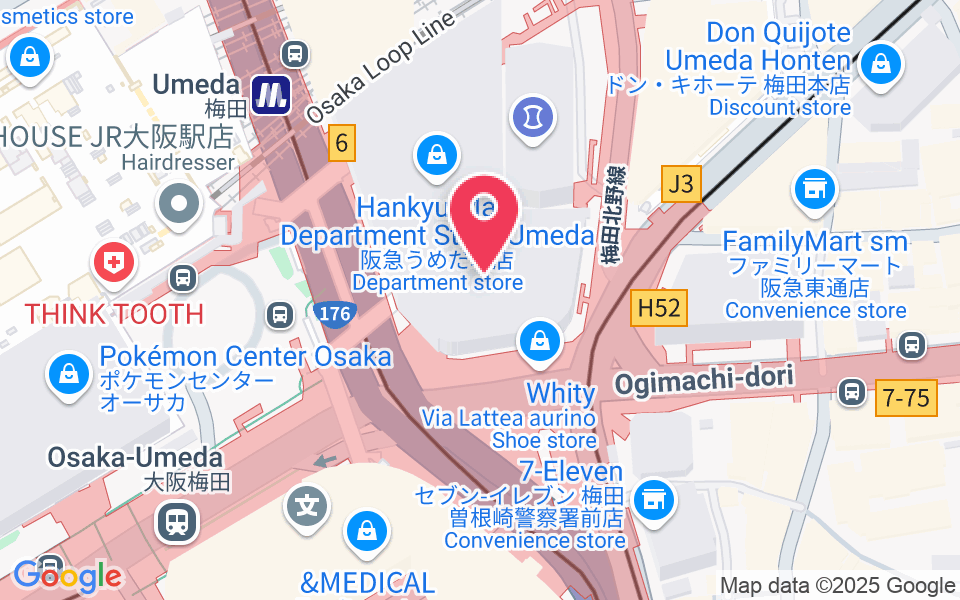 smetics store
Osaka Loop Line
Don Quijote
Umeda Honten
ドン・キホーテ 梅田本店
Discount store
Umeda
梅田
HOUSE JR大阪駅店
Hairdresser
6
J3
梅田北野線
Hankyu
Department St Umeda
阪急うめだ 店
Department store
FamilyMart sm
ファミリーマート
阪急東通店
Convenience store
THINK TOOTH
176
H52
Pokémon Center Osaka
ポケモンセンター
オーサカ
Whity
Via Lattea aurino
Shoe store
Ogimachi-dori
7-75
Osaka-Umeda
大阪梅田
文
7-Eleven
セブン-イレブン 梅田
曽根崎警察署前店
Convenience store
&MEDICAL
Google
Map data ©2025 Google